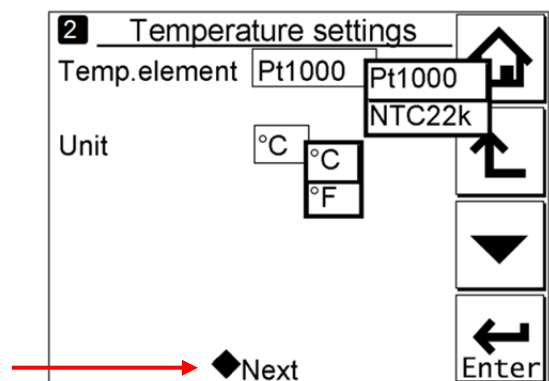 2 Temperature settings
Temp.element Pt1000
Pt1000
NTC22k
Unit °C
°C
°F
Next
Enter